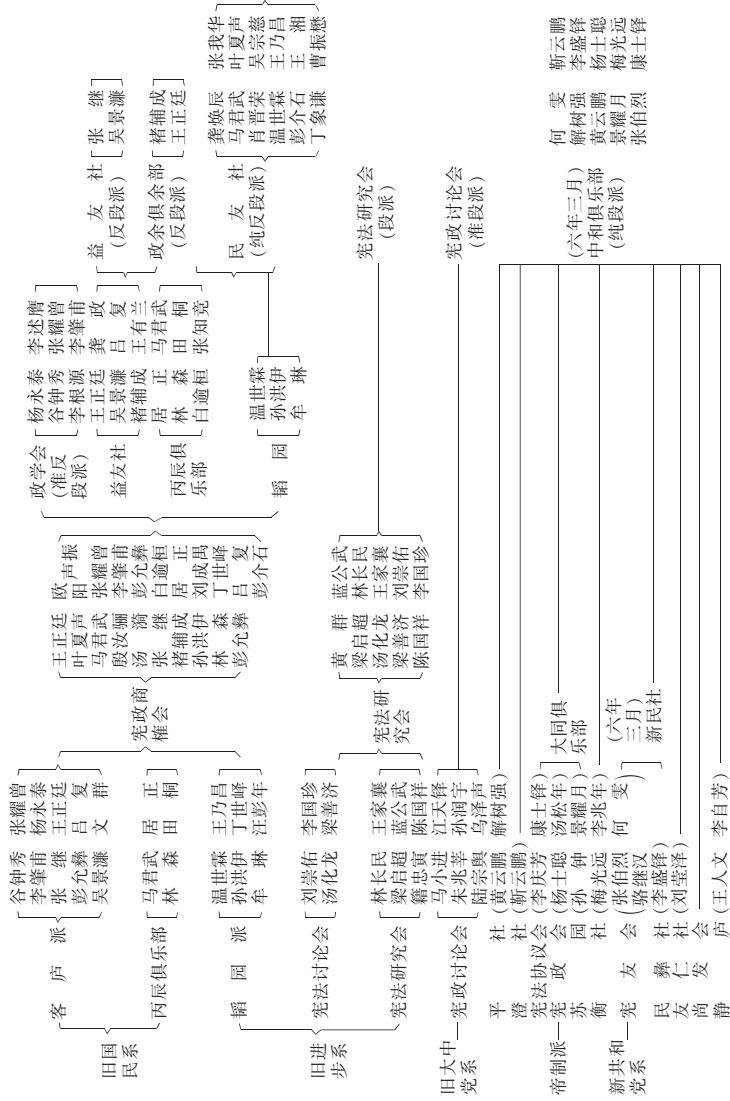 旧国
民系
旧进
步系
旧大中
党系
帝制派
新共和
党系
客庐派
丙辰俱乐部
韬园派
宪法讨论会
宪法研究会
宪政讨论会
谷钟秀 张耀曾
李肇甫 杨永泰
张继 王正廷
彭允彝 吕复
吴景濂 文群
马君武 居正
林森 田桐
温世霖 王乃昌
孙洪伊 丁世峄
牟琳 汪彭年
刘崇佑 李国珍
汤化龙 梁善济
林长民 王家襄
梁启超 蓝公武
籍忠寅 陈国祥
马小进 江天铎
朱兆莘 孙润宇
陆宗舆 乌泽声
平社(黄云鹏 解树强)
澄社(靳云鹏)
宪法协议会(李庆芳 康士铎)
宪政会(杨士聪 汤松年)
苏园(孙钟 景耀月)
衡社(梅光远 李兆年)
宪友会(张伯烈 何雯
骆继汉)
民彝社(李盛铎)
友仁社(刘莹泽)
尚发会
静庐(王人文 李自芳)
宪政商
榷会
宪法研
究会
大同俱
乐部
(六年
三月)
新民社
王正廷 欧阳声振
叶夏声 张耀曾
马君武 李肇甫
殷汝骊 彭允彝
汤漪 白逾桓
张继 居正
褚辅成 刘成禺
孙洪伊 丁世峄
林森 吕复
彭允彝 彭介石
黄群 蓝公武
梁启超 林长民
汤化龙 王家襄
梁善济 刘崇佑
陈国祥 李国珍
政学会
(准反
段派)
益友社
丙辰俱
乐部
韬园
杨永泰 李述膺
谷钟秀 张耀曾
李根源 李肇甫
王正廷 龚政
吴景濂 吕复
褚辅成 王有兰
居正 马君武
林森 田桐
白逾桓 张知竞
温世霖
孙洪伊
牟琳
益友社
(反段派)
政余俱余部
(反段派)
民友社
(纯反段派)
宪法研究会
(段派)
宪政讨论会
(准段派)
(六年三月)
中和俱乐部
(纯段派)
张继
吴景濂
褚辅成
王正廷
龚焕辰 张我华
马君武 叶夏声
肖晋荣 吴宗慈
温世霖 王乃昌
彭介石 王湘
丁象谦 曹振懋
何雯 靳云鹏
解树强 李盛铎
黄云鹏 杨士聪
景耀月 梅光远
张伯烈 康士铎